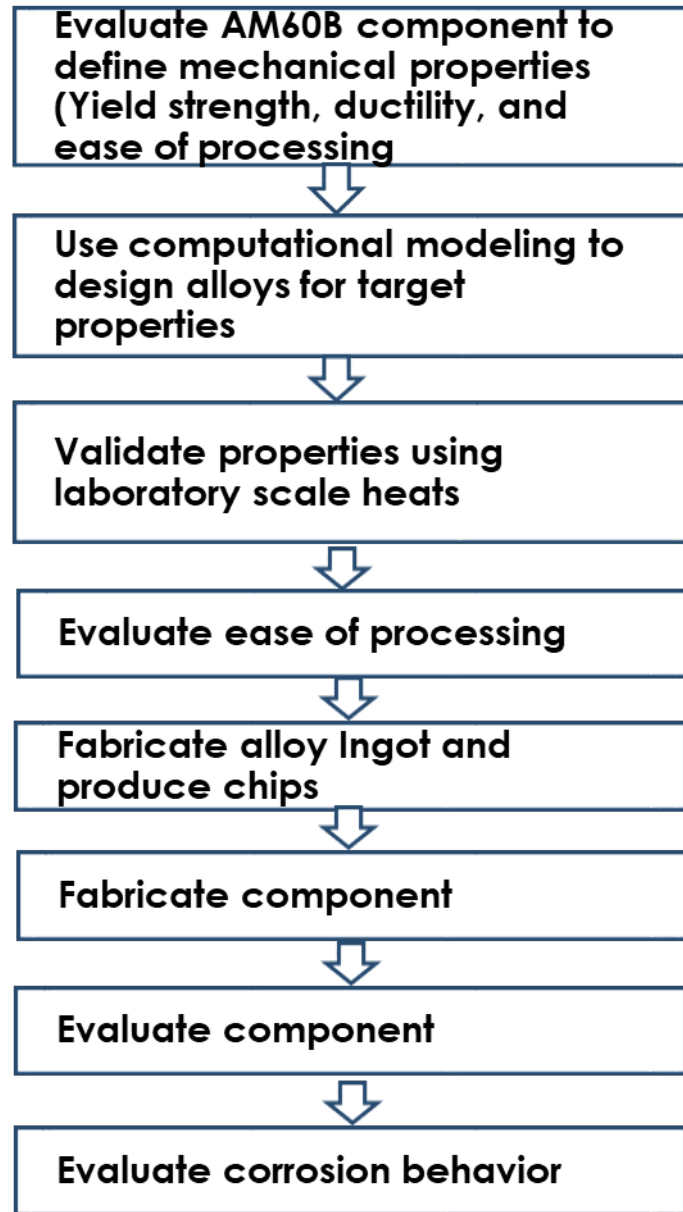 Evaluate AM60B component to
define mechanical properties
(Yield strength, ductility, and
ease of processing
Use computational modeling to
design alloys for target
properties
Validate properties using
laboratory scale heats
Evaluate ease of processing
Fabricate alloy Ingot and
produce chips
Fabricate component
Evaluate component
Evaluate corrosion behavior